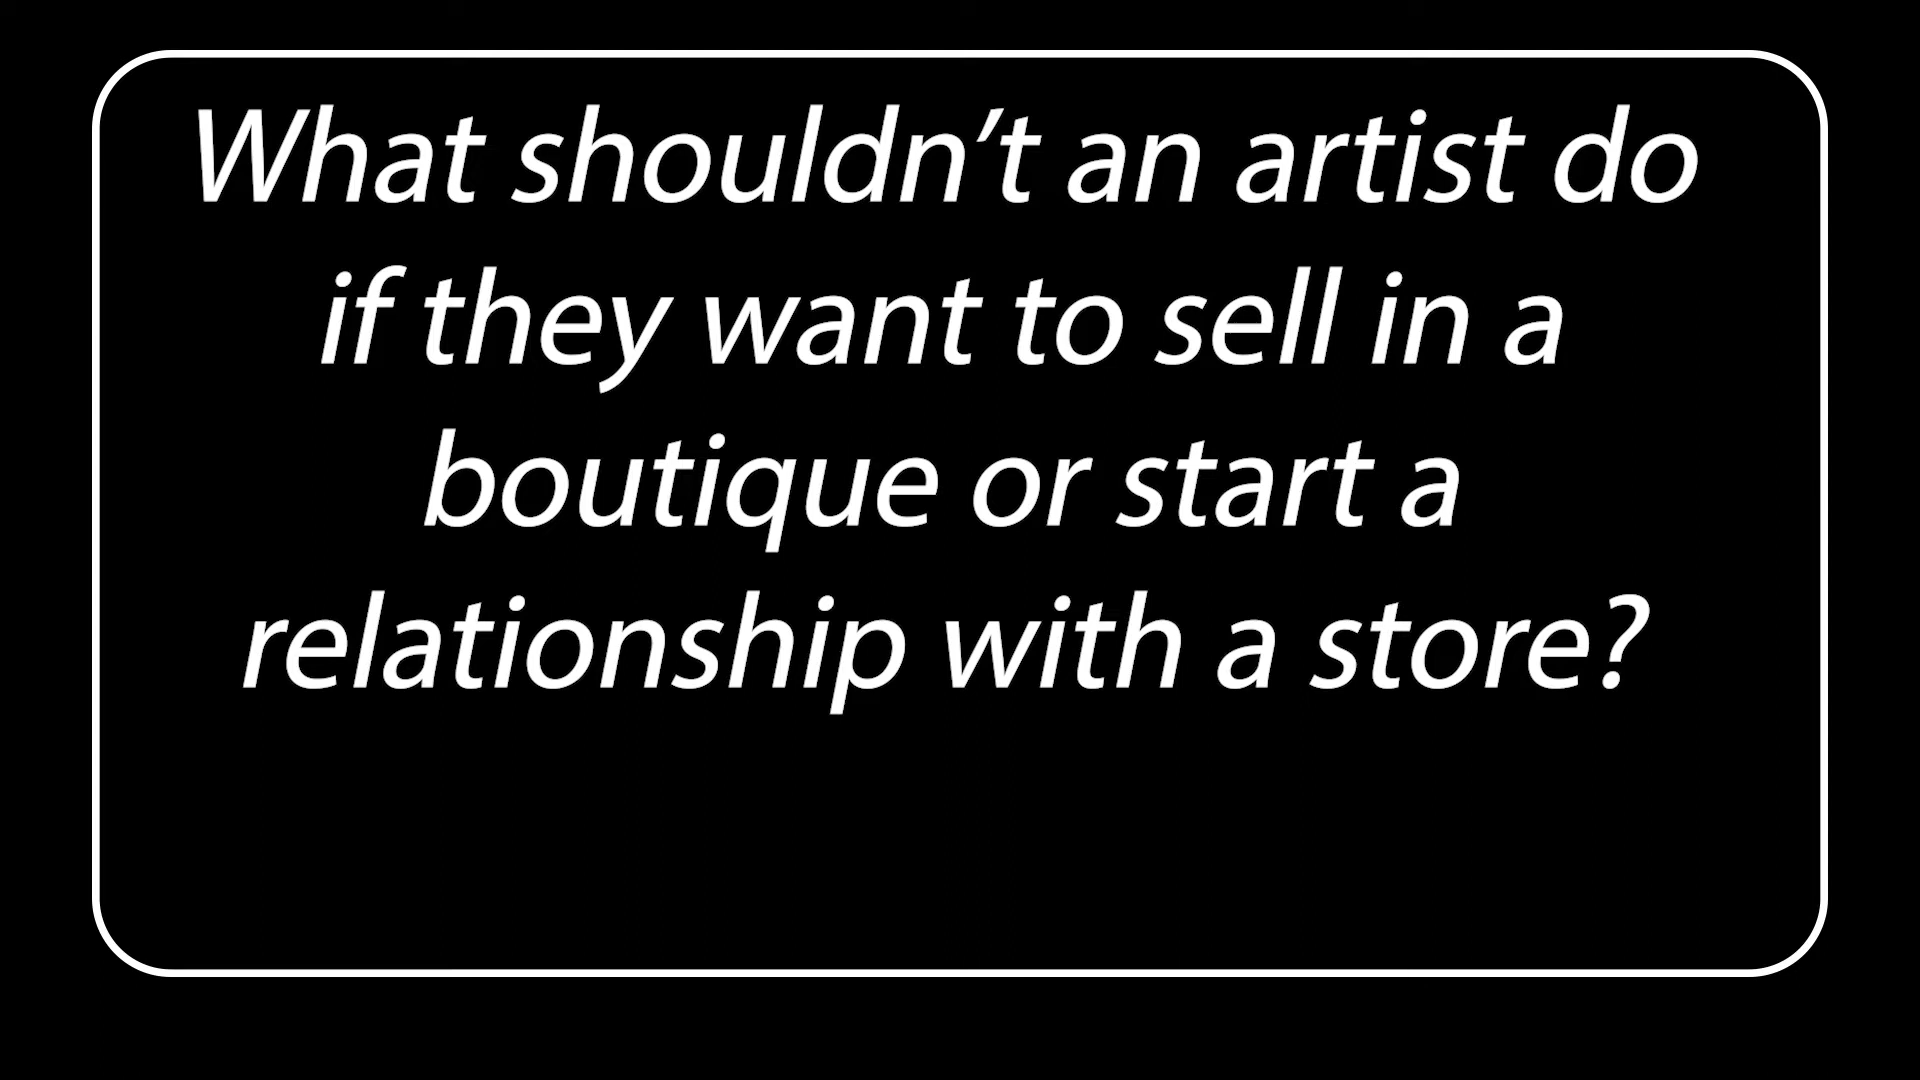 What shouldn’t an artist do
if they want to sell in a
boutique or start a
relationship with a store?